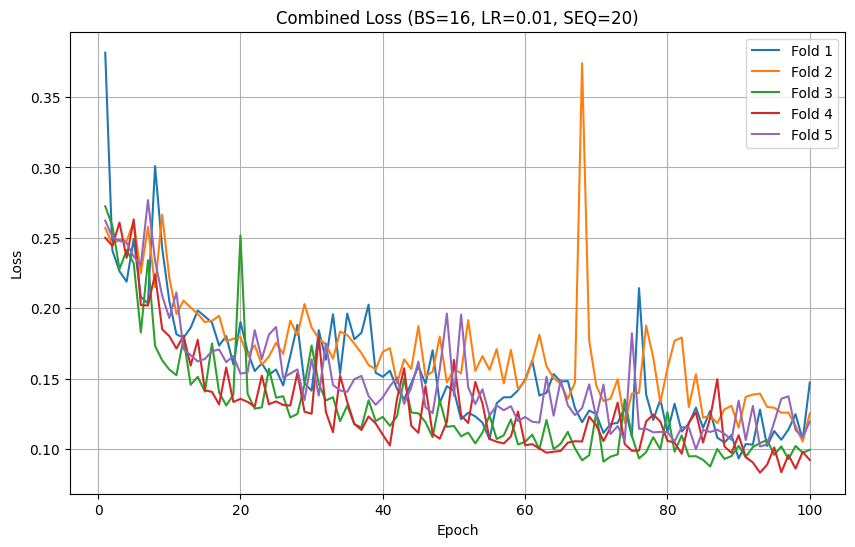 Combined Loss (BS=16, LR=0.01, SEQ=20)
Fold 1
Fold 2
Fold 3
Fold 4
Fold 5
Loss
0.35
0.30
0.25
0.20
0.15
0.10
0
20
40
60
80
100
Epoch